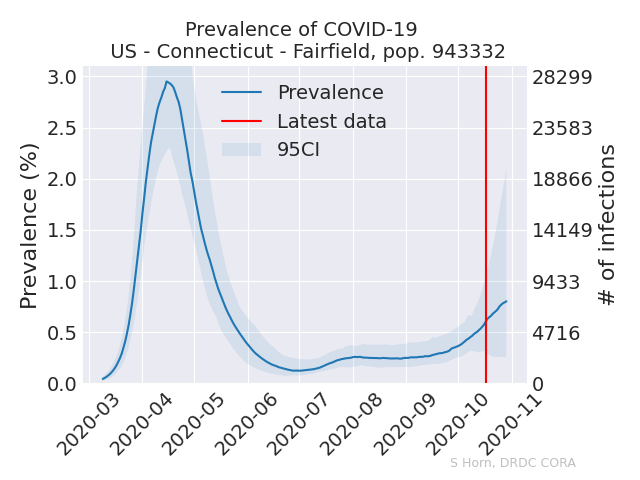 Prevalence of COVID-19
US - Connecticut - Fairfield, pop. 943332
Prevalence (%)
3.0
2.5
2.0
1.5
1.0
0.5
0.0
Prevalence
Latest data
95CI
28299
23583
18866
14149
9433
4716
0
# of infections
2020-03
2020-04
2020-05
2020-06
2020-07
2020-08
2020-09
2020-10
2020-11
S Horn, DRDC CORA